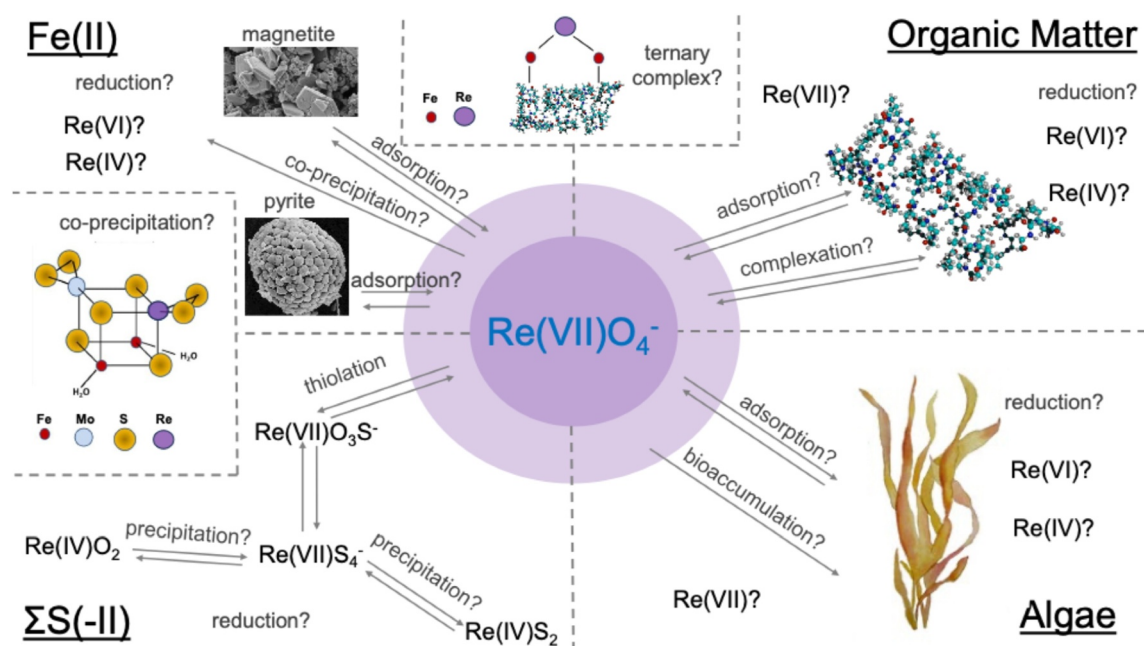 Fe(II)
magnetite
reduction?
Re(VI)?
Re(IV)?
adsorption?
co-precipitation?
pyrite
adsorption?
co-precipitation?
H₂O
H₂O
Fe Mo S Re
ternary
complex?
Fe Re
Organic Matter
Re(VII)?
reduction?
Re(VI)?
Re(IV)?
adsorption?
complexation?
Re(VII)O₄⁻
thiolation
Re(VII)O₃S⁻
precipitation?
Re(IV)O₂
Re(VII)S₄⁻
precipitation?
Re(IV)S₂
reduction?
ΣS(-II)
adsorption?
bioaccumulation?
reduction?
Re(VI)?
Re(IV)?
Re(VII)?
Algae